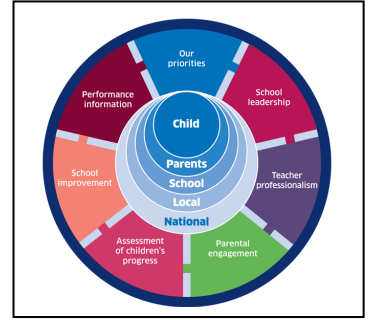 Our
priorities
School
leadership
Teacher
professionalism
Parental
engagement
Assessment
of children's
progress
School
improvement
Performance
information
Child
Parents
School
Local
National